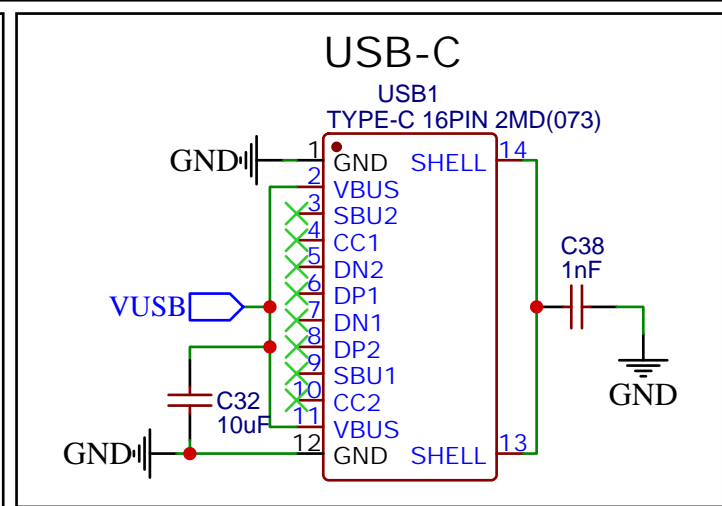 USB-C
USB1
TYPE-C 16PIN 2MD(073)
GND 1 GND SHELL 14
2 VBUS
3 SBU2
4 CC1
5 DN2
6 DP1
VUSB
7 DN1
8 DP2
9 SBU1
10 CC2
11 VBUS
GND 12 GND SHELL 13
C32
10uF
C38
1nF
GND